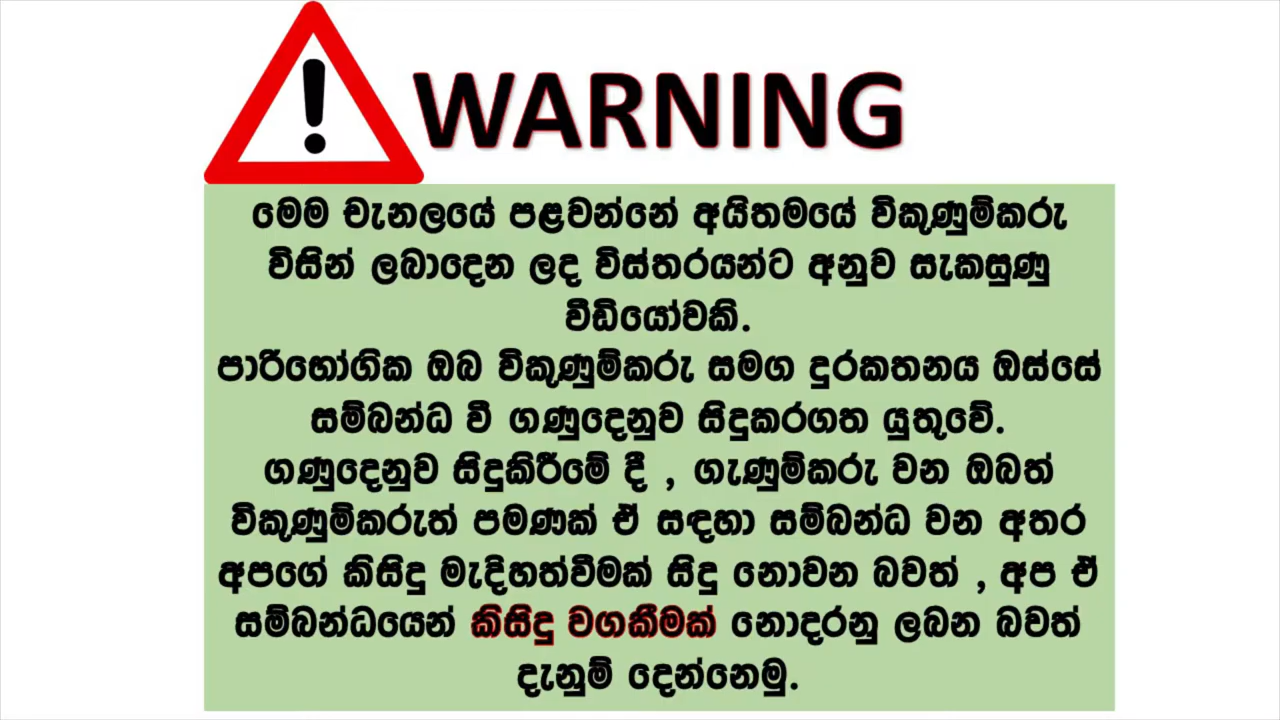 WARNING
මෙම චැනලයේ පළවන්නේ අයිතමයේ විකුණුම්කරු
විසින් ලබාදෙන ලද විස්තරයන්ට අනුව සැකසුණු
වීඩියෝවකි.
පාරිභෝගික ඔබ විකුණුම්කරු සමග දුරකතනය ඔස්සේ
සම්බන්ධ වී ගණුදෙනුව සිදුකරගත යුතුවේ.
ගණුදෙනුව සිදුකිරීමේ දී , ගැණුම්කරු වන ඔබත්
විකුණුම්කරුත් පමණක් ඒ සඳහා සම්බන්ධ වන අතර
අපගේ කිසිදු මැදිහත්වීමක් සිදු නොවන බවත් , අප ඒ
සම්බන්ධයෙන් කිසිදු වගකීමක් නොදරනු ලබන බවත්
දැනුම් දෙන්නෙමු.